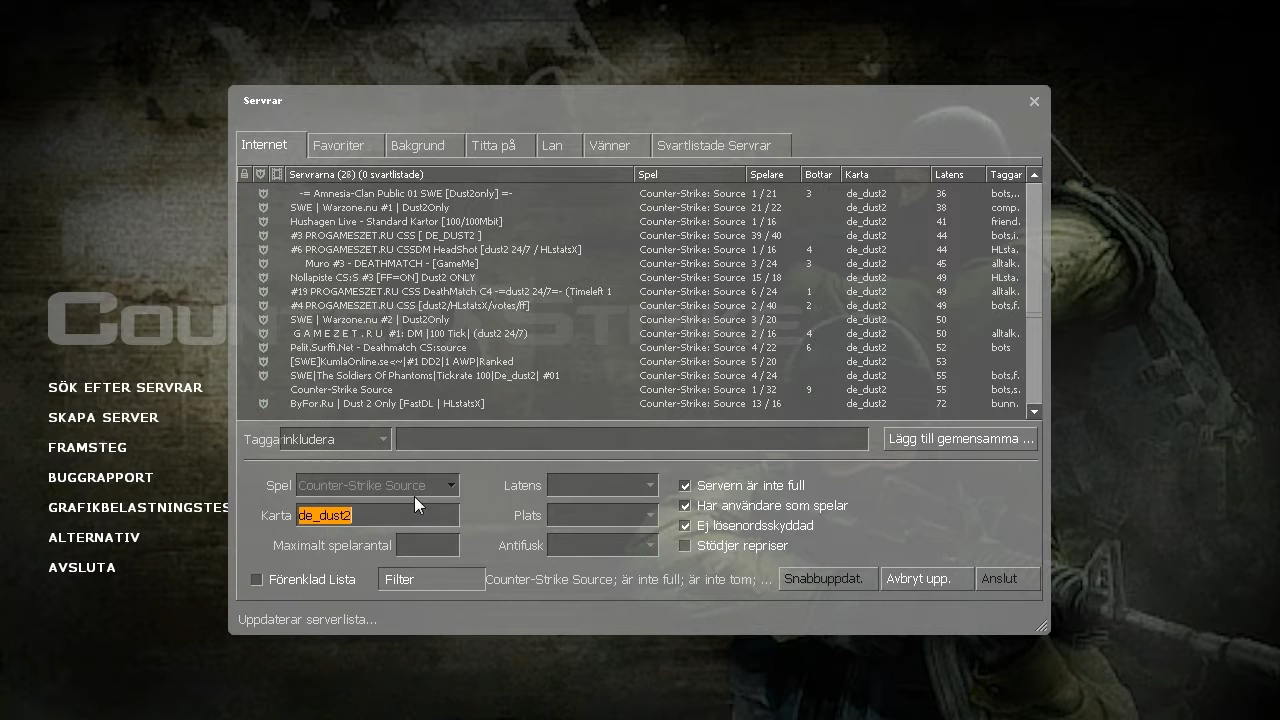 Servrar
Internet Favoriter Bakgrund Titta på Lan Vänner Svartlistade Servrar
Servrarna (28) (0 svartlistade) Spel Spelare Bottar Karta Latens Taggar
-= Amnesia-Clan Public 01 SWE [Dust2only] =- Counter-Strike: Source 1 / 21 3 de_dust2 36 bots,..
SWE | Warzone.nu #1 | Dust2Only Counter-Strike: Source 21 / 22 de_dust2 38 comp.
Hushagen Live - Standard Kartor [100/100Mbit] Counter-Strike: Source 1 / 16 de_dust2 41 friend.
#3 PROGAMESZET.RU CSS [ DE_DUST2 ] Counter-Strike: Source 39 / 40 de_dust2 44 bots,i.
#6 PROGAMESZET.RU CSSDM HeadShot [dust2 24/7 / HLstatsX] Counter-Strike: Source 1 / 16 4 de_dust2 44 HLsta.
Muro #3 - DEATHMATCH - [GameMe] Counter-Strike: Source 3 / 24 3 de_dust2 45 alltalk.
Nollapiste CS:S #3 [FF=ON] Dust2 ONLY Counter-Strike: Source 15 / 18 de_dust2 49 HLsta.
#19 PROGAMESZET.RU CSS DeathMatch C4 -=dust2 24/7=- (Timeleft 1 Counter-Strike: Source 6 / 24 1 de_dust2 49 alltalk.
#4 PROGAMESZET.RU CSS [dust2/HLstatsX/votes/ff] Counter-Strike: Source 2 / 40 2 de_dust2 49 bots,f.
SWE | Warzone.nu #2 | Dust2Only Counter-Strike: Source 3 / 20 de_dust2 50
G A M E Z E T . R U #1: DM |100 Tick| (dust2 24/7) Counter-Strike: Source 2 / 16 4 de_dust2 50 alltalk.
Pelit.Surffi.Net - Deathmatch CS:source Counter-Strike: Source 4 / 22 6 de_dust2 52 bots
[SWE]KumlaOnline.se<~~|#1 DD2|1 AWP|Ranked Counter-Strike: Source 5 / 20 de_dust2 53
SWE|The Soldiers Of Phantoms|Tickrate 100|De_dust2| #01 Counter-Strike: Source 4 / 24 de_dust2 55 bots,f.
Counter-Strike Source Counter-Strike: Source 1 / 32 9 de_dust2 55 bots,s.
ByFor.Ru | Dust 2 Only [FastDL | HLstatsX] Counter-Strike: Source 13 / 16 de_dust2 72 bunn.
Tagga inkludera Lägg till gemensamma ...
Spel Counter-Strike Source Latens Servern är inte full
Karta de_dust2 Plats Har användare som spelar
Ej lösenordsskyddad
Maximalt spelarantal Antifusk Stödjer repriser
Förenklad Lista Filter Counter-Strike Source; är inte full; är inte tom; ... Snabbuppdat. Avbryt upp. Anslut
Uppdaterar serverlista...
SÖK EFTER SERVRAR
SKAPA SERVER
FRAMSTEG
BUGGRAPPORT
GRAFIKBELASTNINGSTES
ALTERNATIV
AVSLUTA